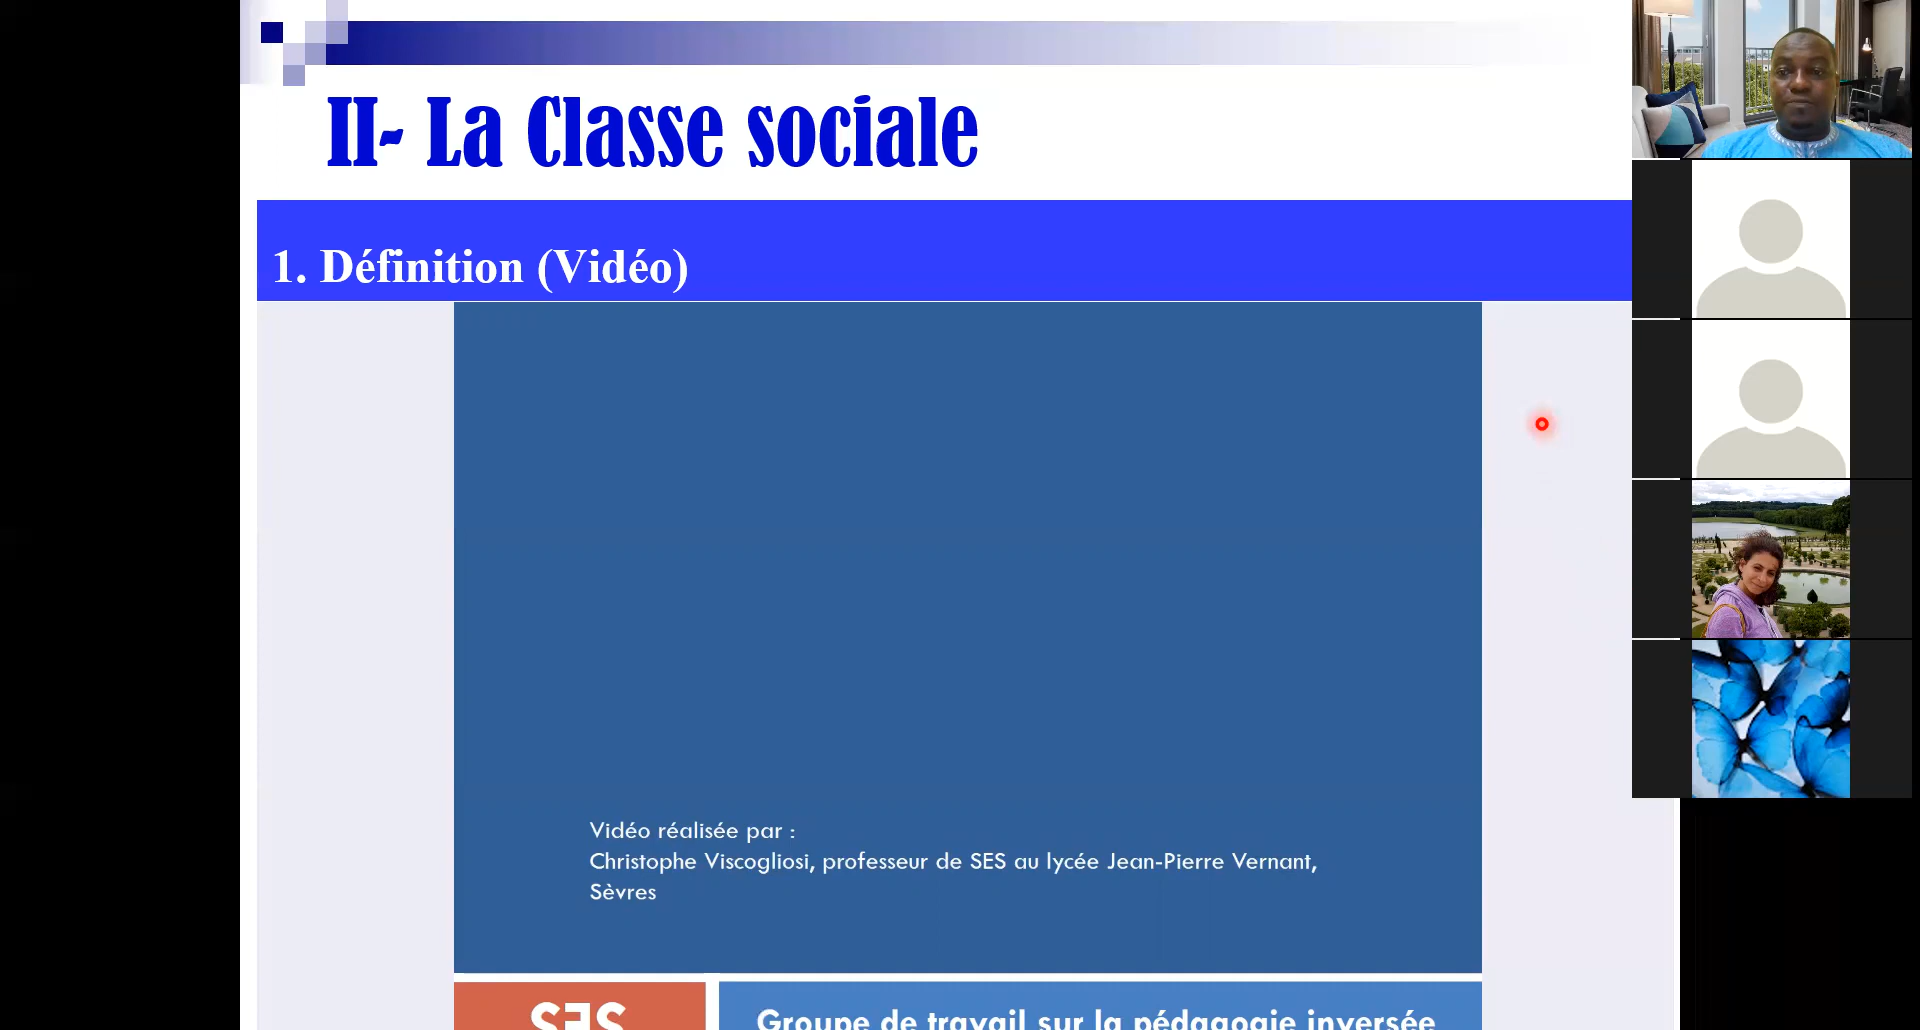 II- La Classe sociale
1. Définition (Vidéo)
Vidéo réalisée par :
Christophe Viscogliosi, professeur de SES au lycée Jean-Pierre Vernant,
Sèvres
SES
Groupe de travail sur la pédagogie inversée